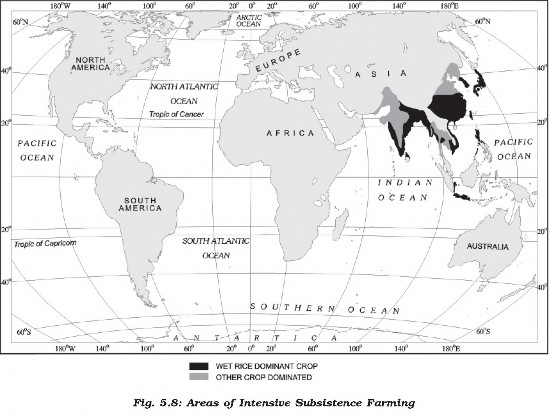 180°W 140° 100° 60° 20° 0° 20° 60° 100° 140° 180°E
60°N
ARCTIC
OCEAN
60°N
NORTH
AMERICA
EUROPE
ASIA
40°
40°
NORTH ATLANTIC
OCEAN
Tropic of Cancer
20°
20°
AFRICA
PACIFIC
OCEAN
PACIFIC
OCEAN
0°
INDIAN
OCEAN
SOUTH
AMERICA
20°
Tropic of Capricorn
SOUTH ATLANTIC
OCEAN
AUSTRALIA
40°
40°
SOUTHERN OCEAN
60°S
60°S
ANTARTICA
180°W 140° 100° 60° 20° 0° 20° 60° 100° 140° 180°E
WET RICE DOMINANT CROP
OTHER CROP DOMINATED
Fig. 5.8: Areas of Intensive Subsistence Farming